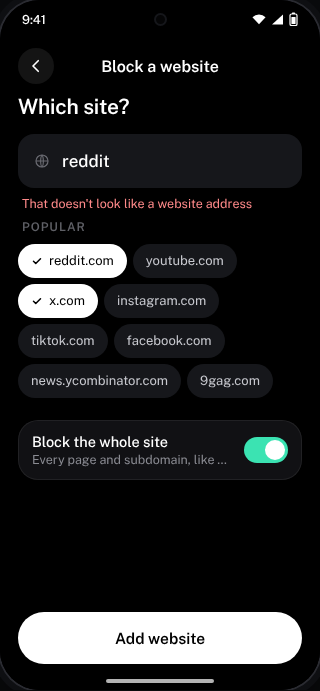 9:41
Block a website
Which site?
reddit
That doesn't look like a website address
POPULAR
reddit.com
youtube.com
x.com
instagram.com
tiktok.com
facebook.com
news.ycombinator.com
9gag.com
Block the whole site
Every page and subdomain, like ...
Add website